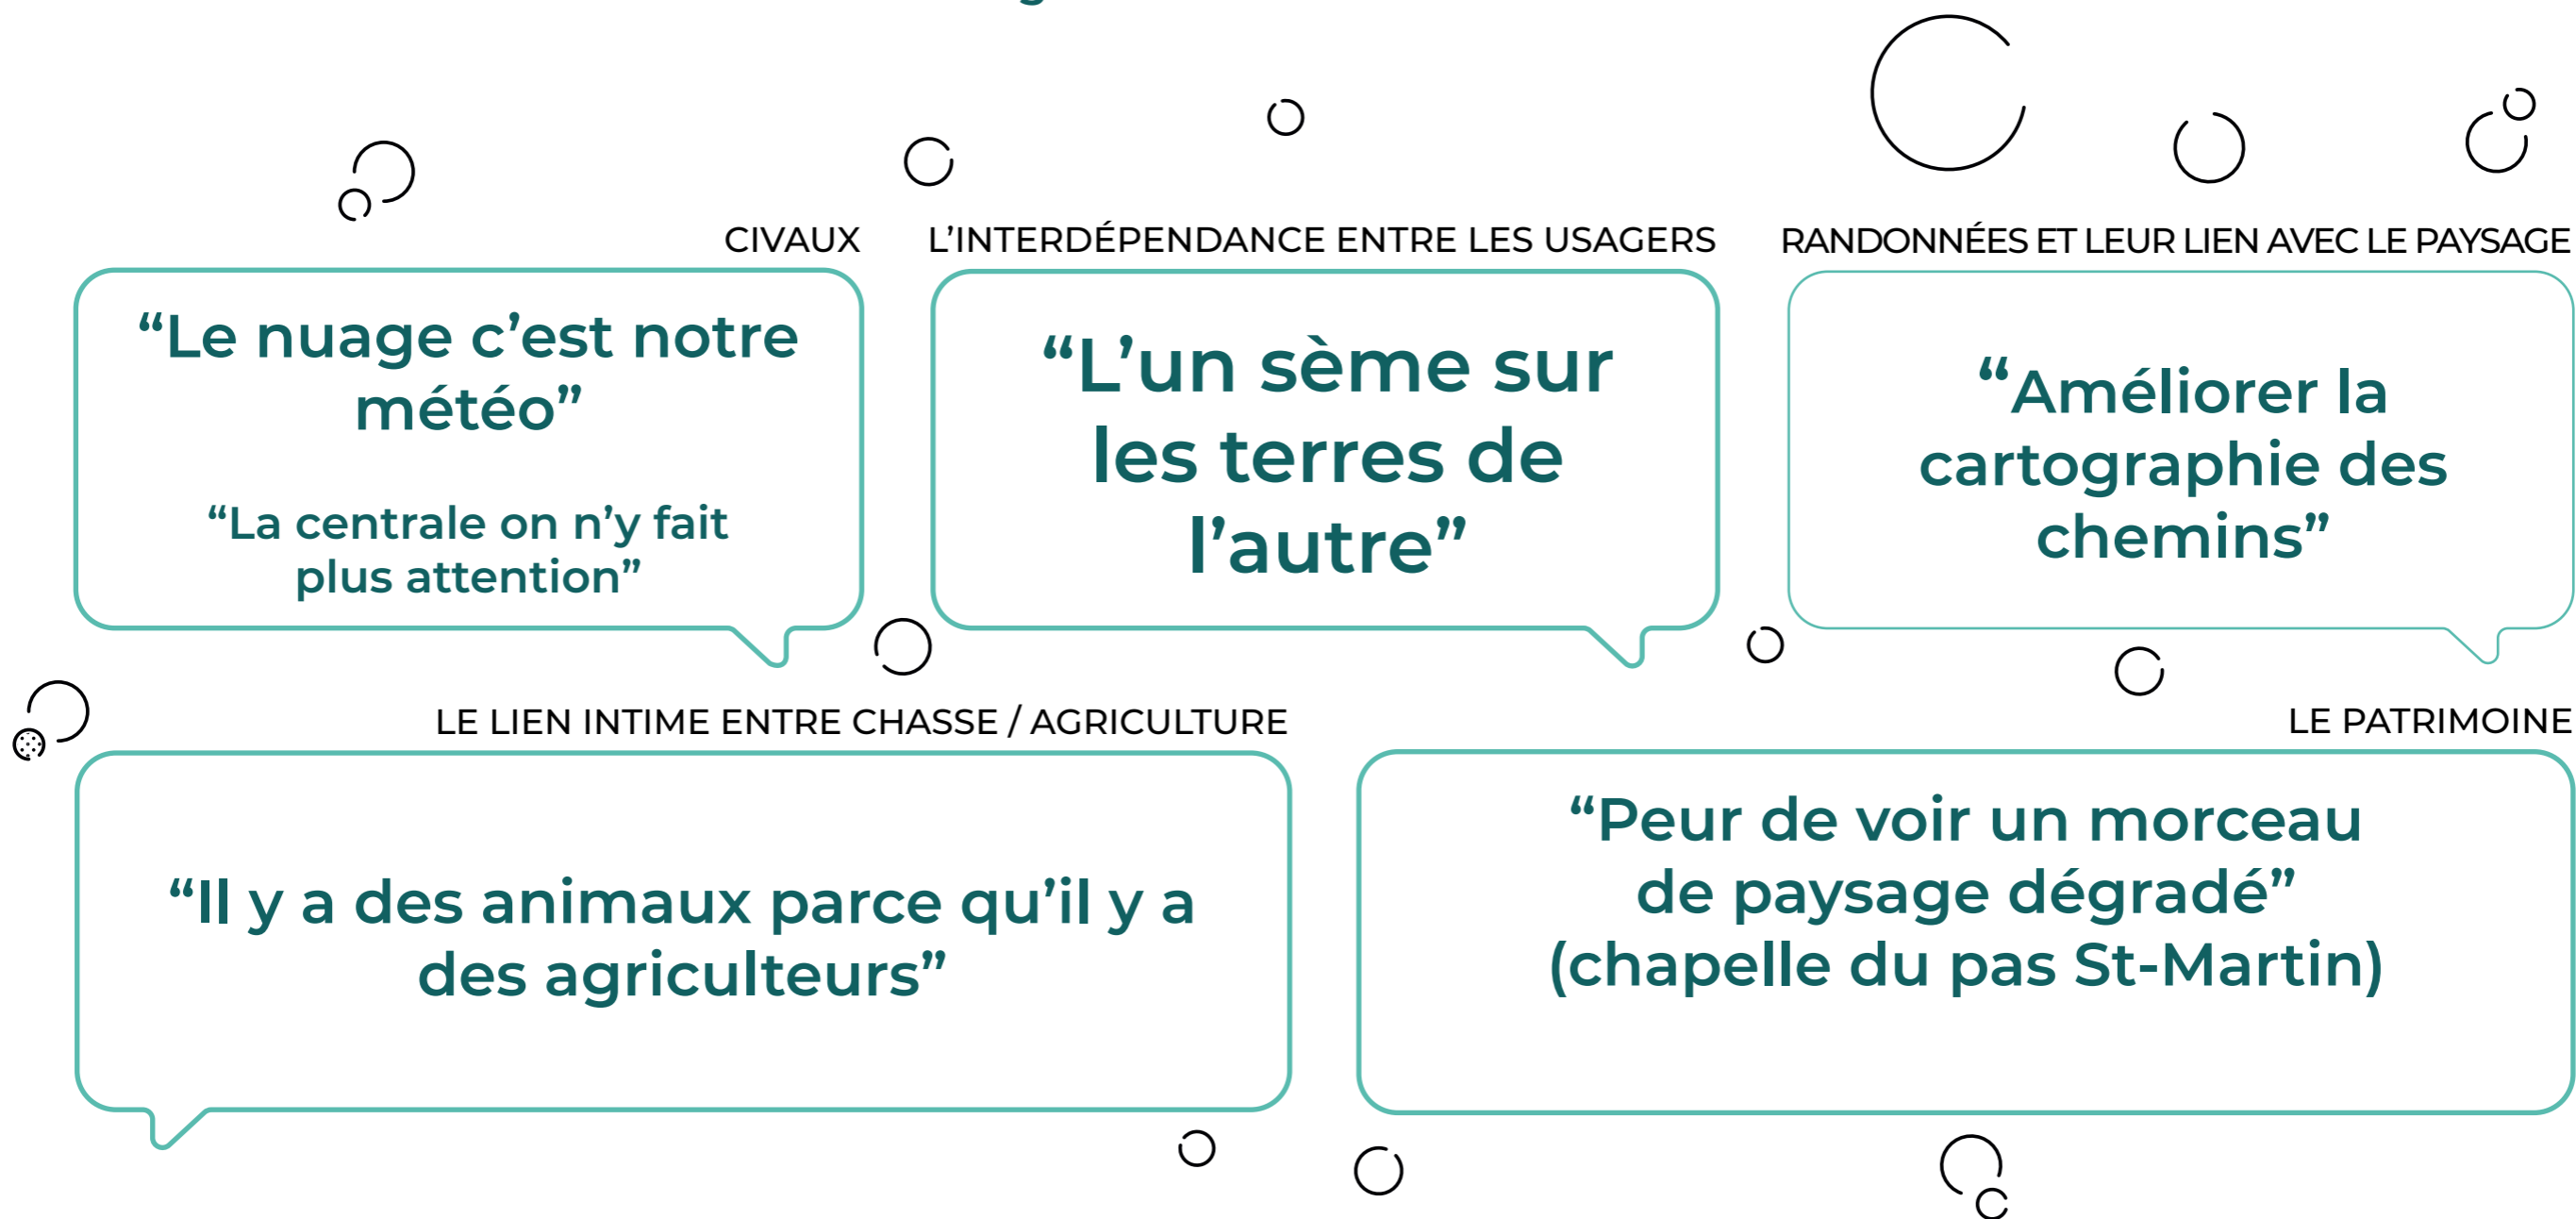 CIVAUX
“Le nuage c’est notre
météo”
“La centrale on n’y fait
plus attention”
L’INTERDÉPENDANCE ENTRE LES USAGERS
“L’un sème sur
les terres de
l’autre”
RANDONNÉES ET LEUR LIEN AVEC LE PAYSAGE
“Améliorer la
cartographie des
chemins”
LE LIEN INTIME ENTRE CHASSE / AGRICULTURE
“Il y a des animaux parce qu’il y a
des agriculteurs”
LE PATRIMOINE
“Peur de voir un morceau
de paysage dégradé”
(chapelle du pas St-Martin)